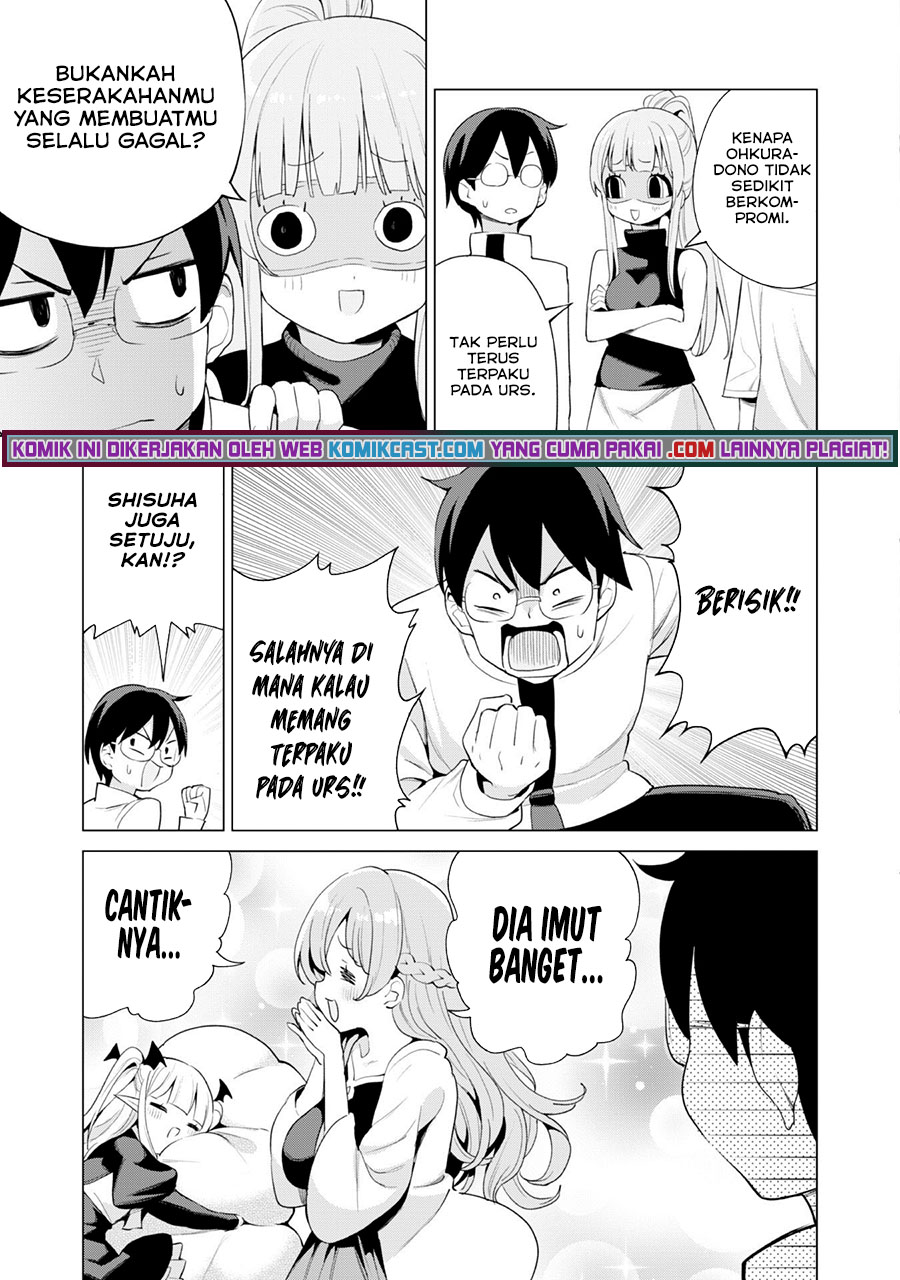 KENAPA
OHKURA-
DONO TIDAK
SEDIKIT
BERKOM-
PROMI.
TAK PERLU
TERUS
TERPAKU
PADA URS.
BUKANKAH
KESERAKAHANMU
YANG MEMBUATMU
SELALU GAGAL?
KOMIK INI DIKERJAKAN OLEH WEB KOMIKCAST.COM YANG CUMA PAKAI .COM LAINNYA PLAGIAT!
BERISIK!!
SALAHNYA DI
MANA KALAU
MEMANG
TERPAKU
PADA URS!!
SHISUHA
JUGA
SETUJU,
KAN!?
DIA IMUT
BANGET...
CANTIK-
NYA...